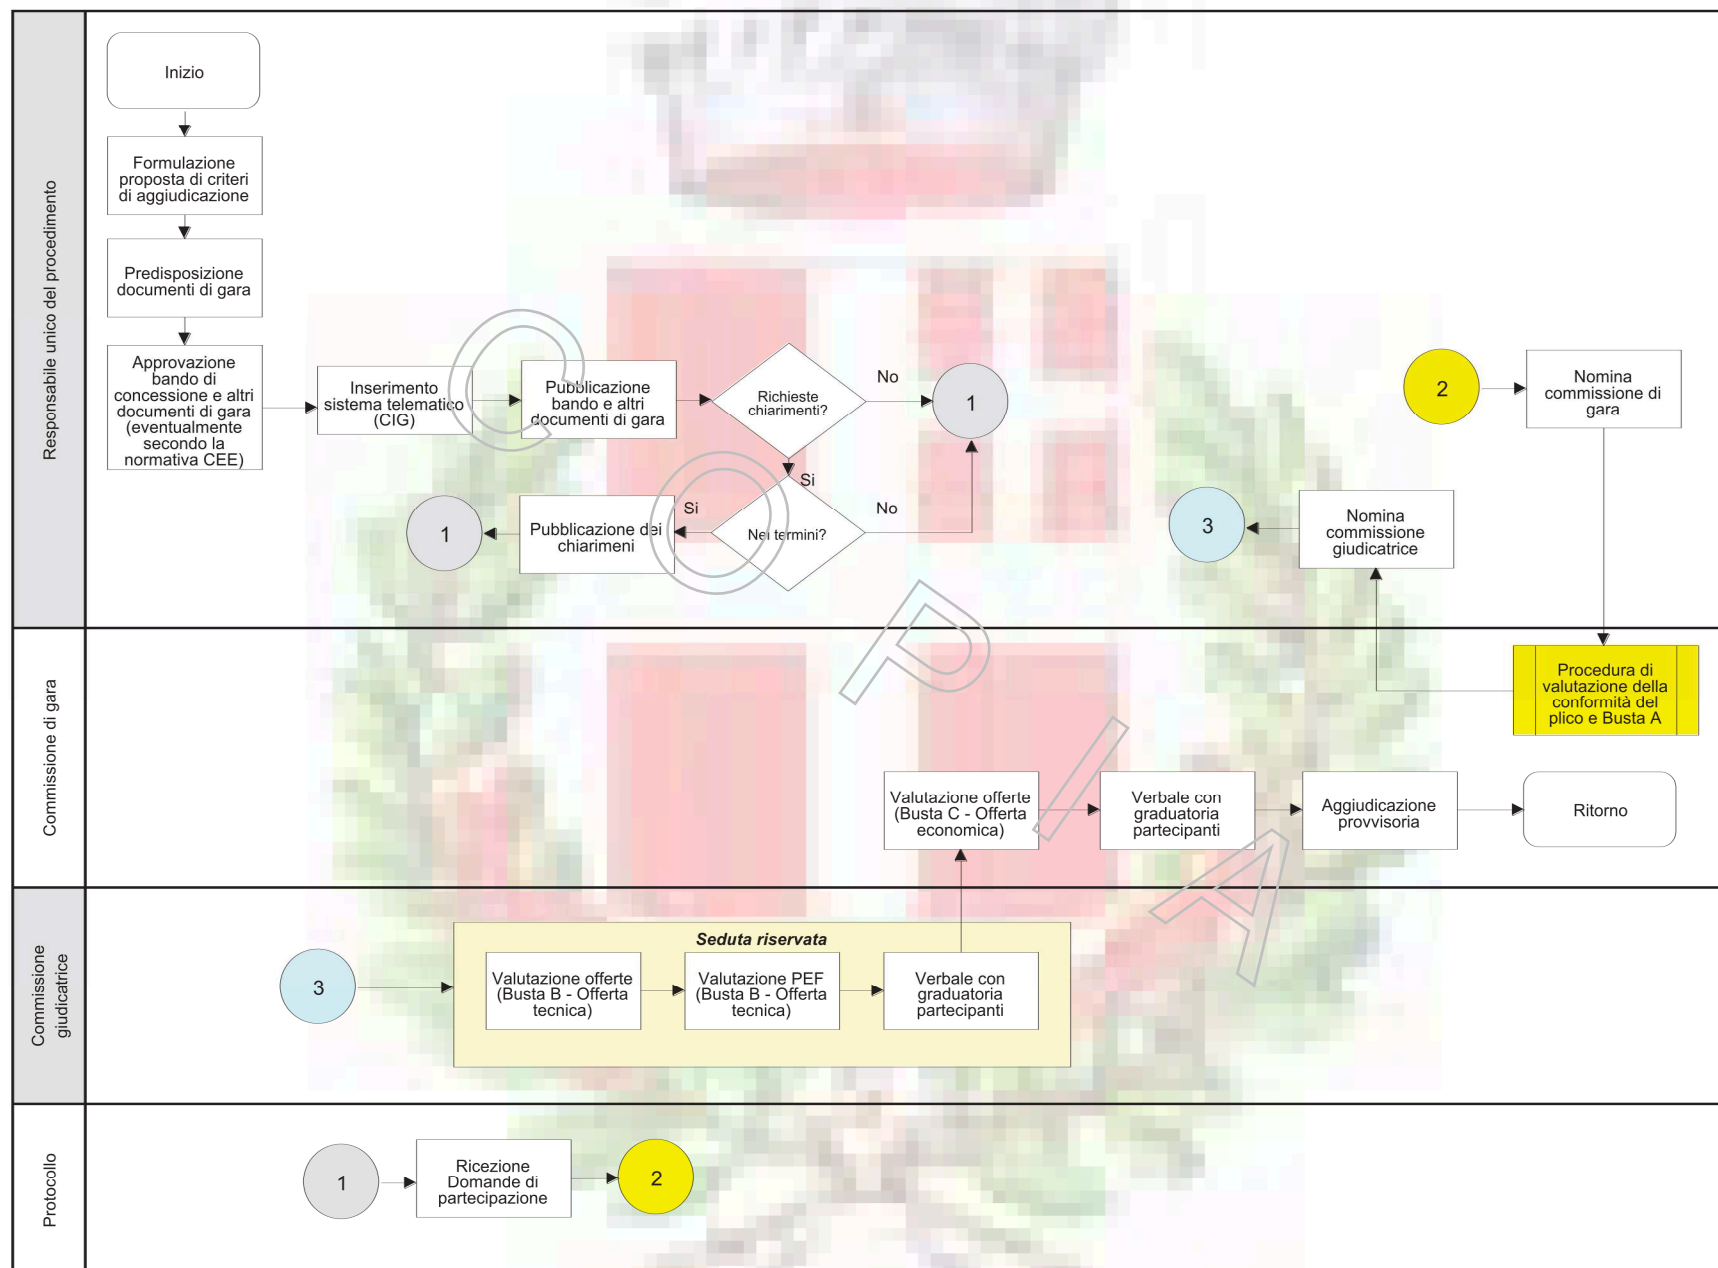 Responsabile unico del procedimento
Inizio
Formulazione
proposta di criteri
di aggiudicazione
Predisposizione
documenti di gara
Approvazione
bando di
concessione e altri
documenti di gara
(eventualmente
secondo la
normativa CEE)
Inserimento
sistema telematico
(CIG)
Pubblicazione
bando e altri
documenti di gara
Richieste
chiarimenti?
No
1
Si
Nei termini?
No
Si
Pubblicazione dei
chiarimeni
1
2
Nomina
commissione di
gara
Nomina
commissione
giudicatrice
3
Commissione di gara
Procedura di
valutazione della
conformità del
plico e Busta A
Valutazione offerte
(Busta C - Offerta
economica)
Verbale con
graduatoria
partecipanti
Aggiudicazione
provvisoria
Ritorno
Commissione
giudicatrice
3
Seduta riservata
Valutazione offerte
(Busta B - Offerta
tecnica)
Valutazione PEF
(Busta B - Offerta
tecnica)
Verbale con
graduatoria
partecipanti
Protocollo
1
Ricezione
Domande di
partecipazione
2
COPIA